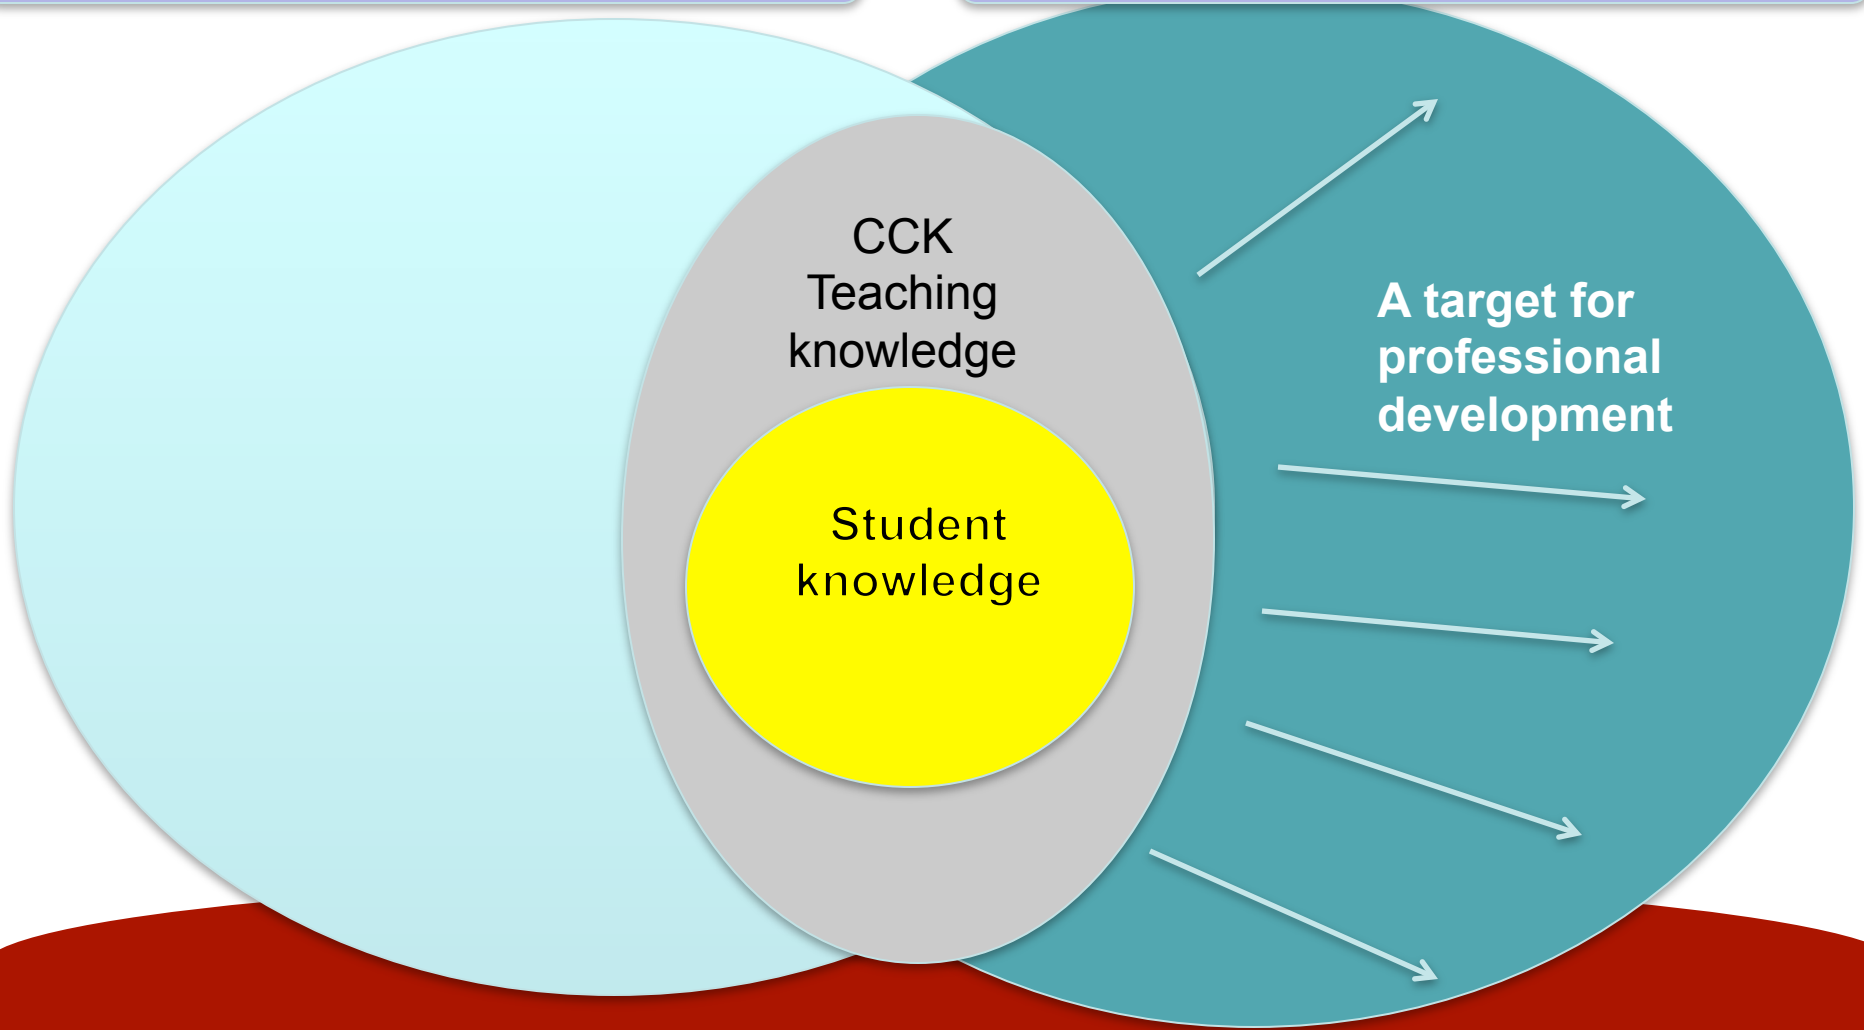 CCK
Teaching
knowledge
A target for
professional
development
Student
knowledge